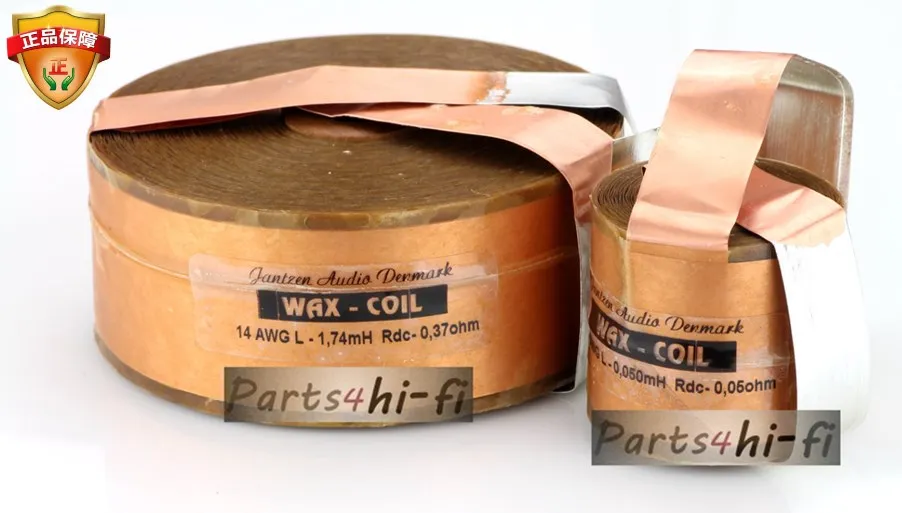 正品保障
正
Jantzen Audio Denmark
WAX - COIL
14 AWG L - 1,74mH Rdc- 0,37ohm
Parts4hi-fi
Audio Denmark
WAX - COIL
L- 0,050mH Rdc- 0,05ohm
Parts4hi-fi